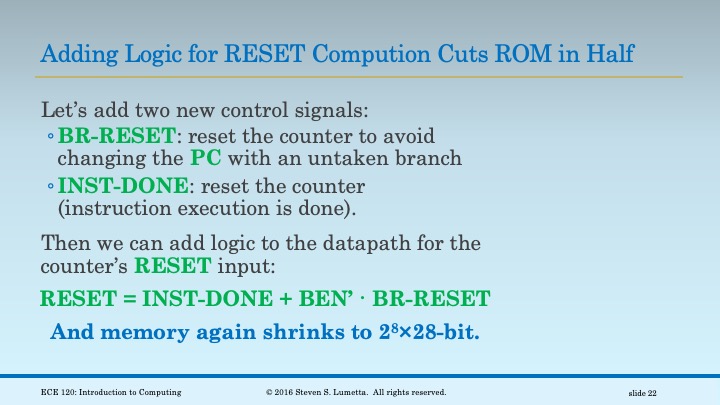 Adding Logic for RESET Compution Cuts ROM in Half
Let’s add two new control signals:
◦BR-RESET: reset the counter to avoid
changing the PC with an untaken branch
◦INST-DONE: reset the counter
(instruction execution is done).
Then we can add logic to the datapath for the
counter’s RESET input:
RESET = INST-DONE + BEN’ · BR-RESET
And memory again shrinks to 2⁸×28-bit.
ECE 120: Introduction to Computing
© 2016 Steven S. Lumetta. All rights reserved.
slide 22